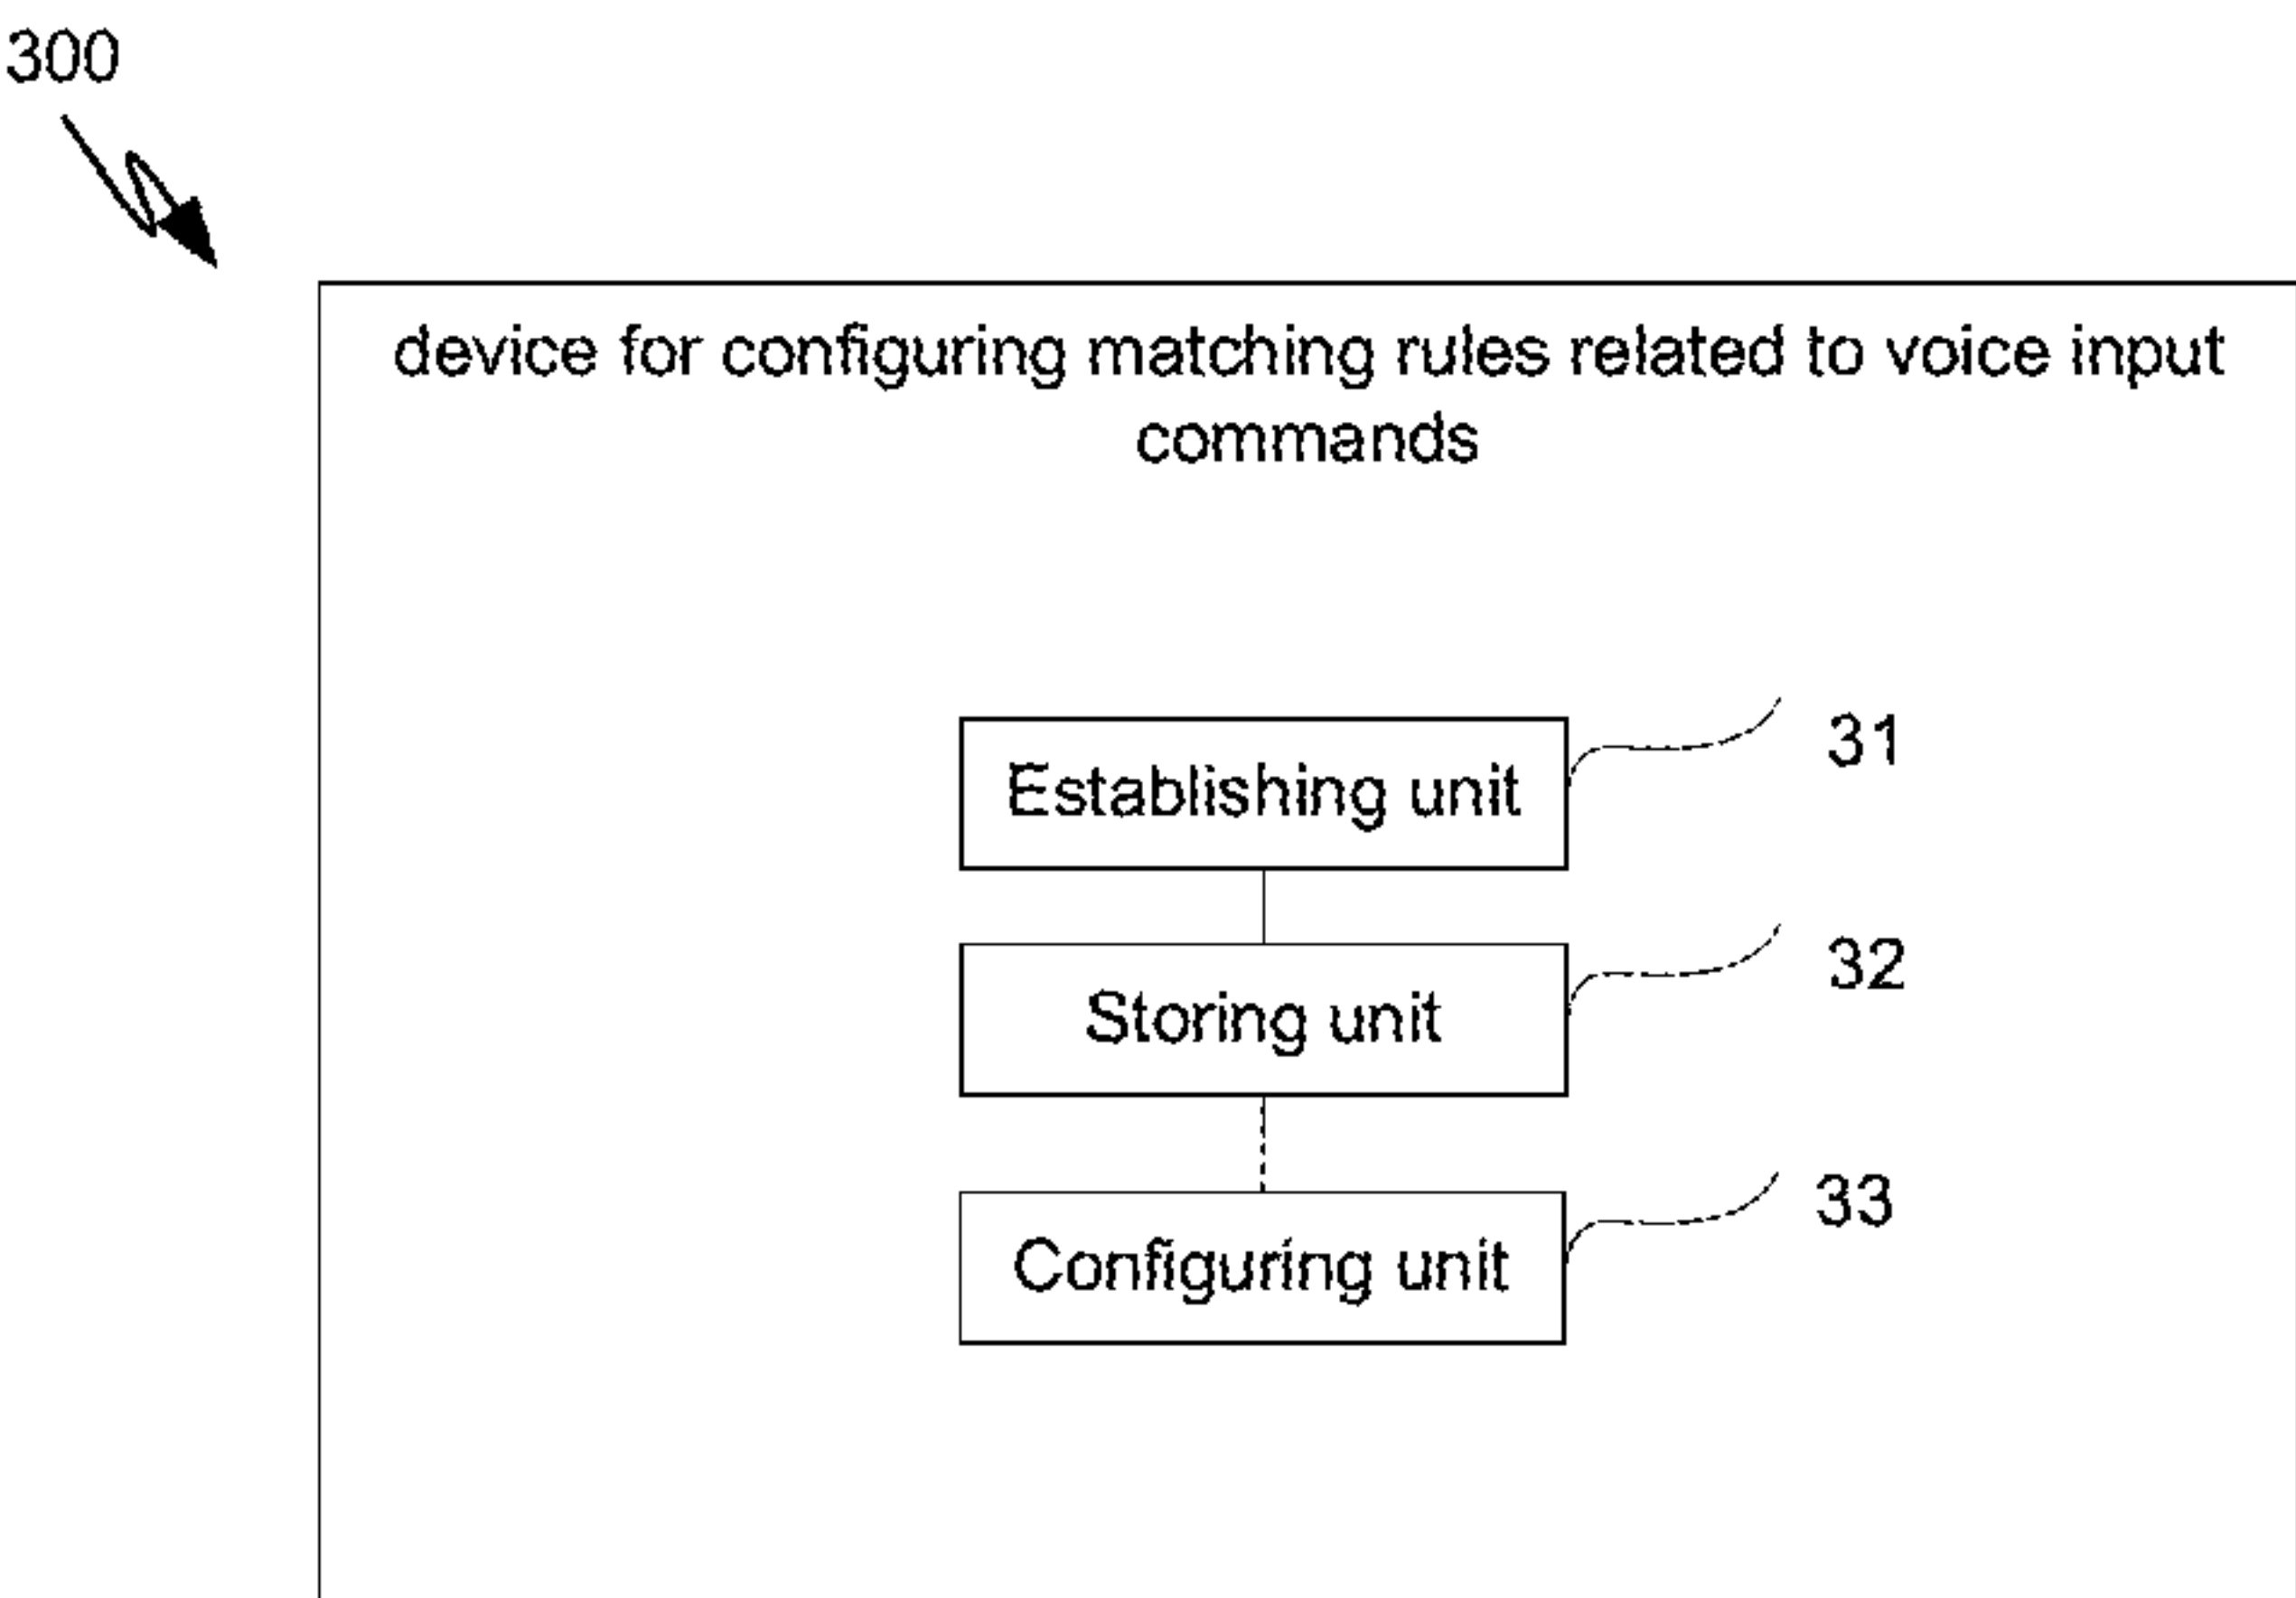 300
device for configuring matching rules related to voice input
commands
Establishing unit
31
Storing unit
32
Configuring unit
33